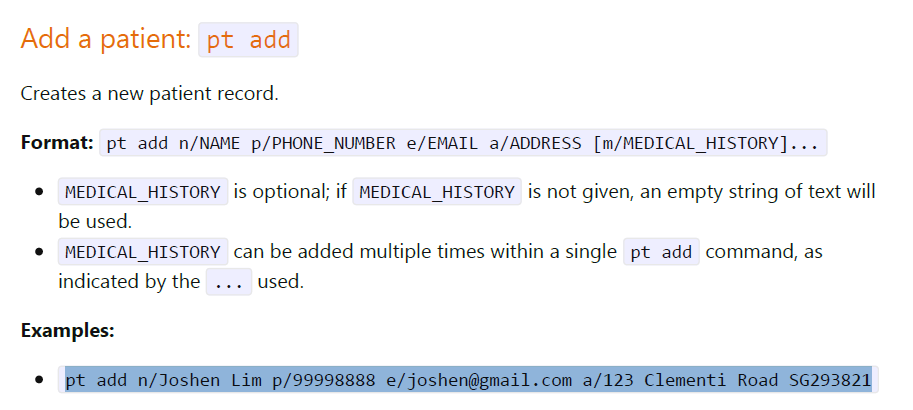 Add a patient: pt add
Creates a new patient record.
Format: pt add n/NAME p/PHONE_NUMBER e/EMAIL a/ADDRESS [m/MEDICAL_HISTORY]...
MEDICAL_HISTORY is optional; if MEDICAL_HISTORY is not given, an empty string of text will
be used.
MEDICAL_HISTORY can be added multiple times within a single pt add command, as
indicated by the ... used.
Examples:
pt add n/Joshen Lim p/99998888 e/joshen@gmail.com a/123 Clementi Road SG293821